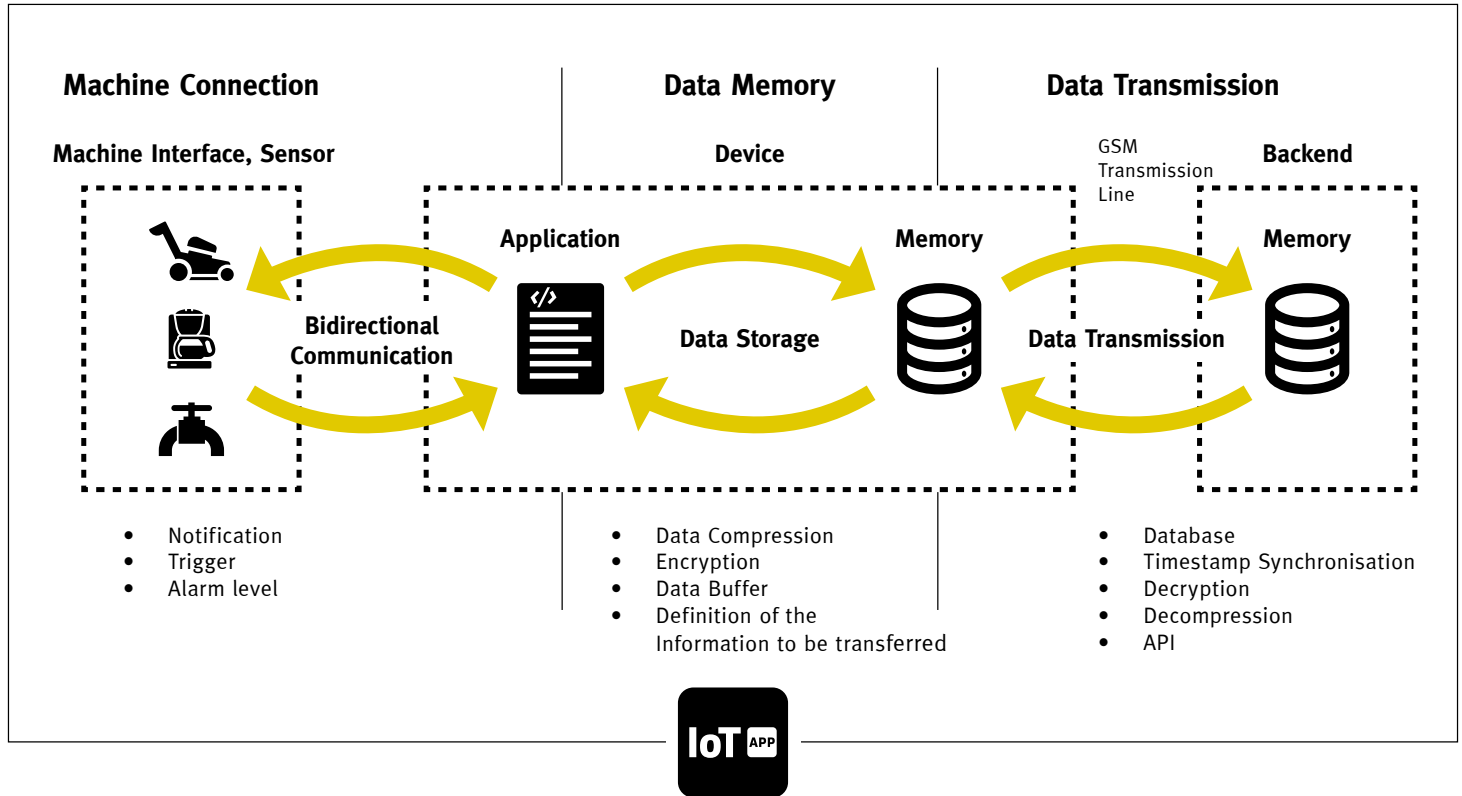 Machine Connection
Data Memory
Data Transmission
Machine Interface, Sensor
Device
GSM
Transmission
Line
Backend
Application
Memory
Memory
</>
Bidirectional
Communication
Data Storage
Data Transmission
• Notification
• Trigger
• Alarm level
• Data Compression
• Encryption
• Data Buffer
• Definition of the
Information to be transferred
• Database
• Timestamp Synchronisation
• Decryption
• Decompression
• API
IoT APP